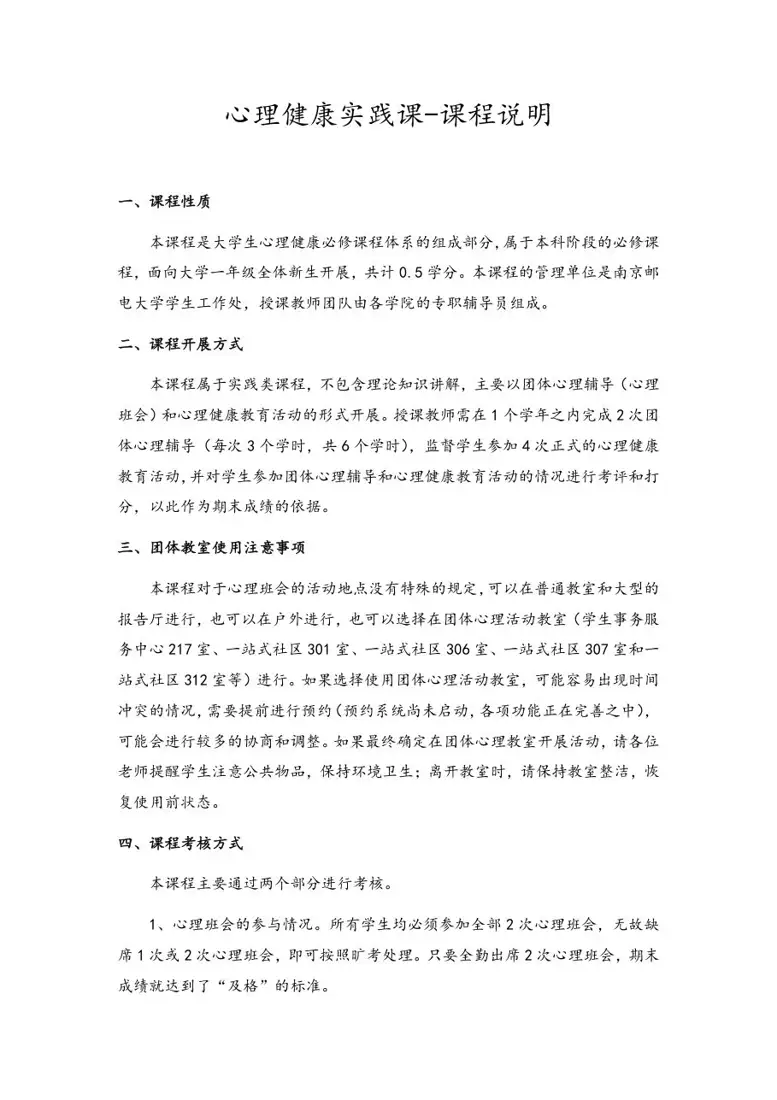 心理健康实践课-课程说明
一、课程性质
本课程是大学生心理健康必修课程体系的组成部分，属于本科阶段的必修课
程，面向大学一年级全体新生开展，共计 0.5 学分。本课程的管理单位是南京邮
电大学学生工作处，授课教师团队由各学院的专职辅导员组成。
二、课程开展方式
本课程属于实践类课程，不包含理论知识讲解，主要以团体心理辅导（心理
班会）和心理健康教育活动的形式开展。授课教师需在 1 个学年之内完成 2 次团
体心理辅导（每次 3 个学时，共 6 个学时），监督学生参加 4 次正式的心理健康
教育活动，并对学生参加团体心理辅导和心理健康教育活动的情况进行考评和打
分，以此作为期末成绩的依据。
三、团体教室使用注意事项
本课程对于心理班会的活动地点没有特殊的规定，可以在普通教室和大型的
报告厅进行，也可以在户外进行，也可以选择在团体心理活动教室（学生事务服
务中心 217 室、一站式社区 301 室、一站式社区 306 室、一站式社区 307 室和一
站式社区 312 室等）进行。如果选择使用团体心理活动教室，可能容易出现时间
冲突的情况，需要提前进行预约（预约系统尚未启动，各项功能正在完善之中），
可能会进行较多的协商和调整。如果最终确定在团体心理教室开展活动，请各位
老师提醒学生注意公共物品，保持环境卫生；离开教室时，请保持教室整洁，恢
复使用前状态。
四、课程考核方式
本课程主要通过两个部分进行考核。
1、心理班会的参与情况。所有学生均必须参加全部 2 次心理班会，无故缺
席 1 次或 2 次心理班会，即可按照旷考处理。只要全勤出席 2 次心理班会，期末
成绩就达到了“及格”的标准。